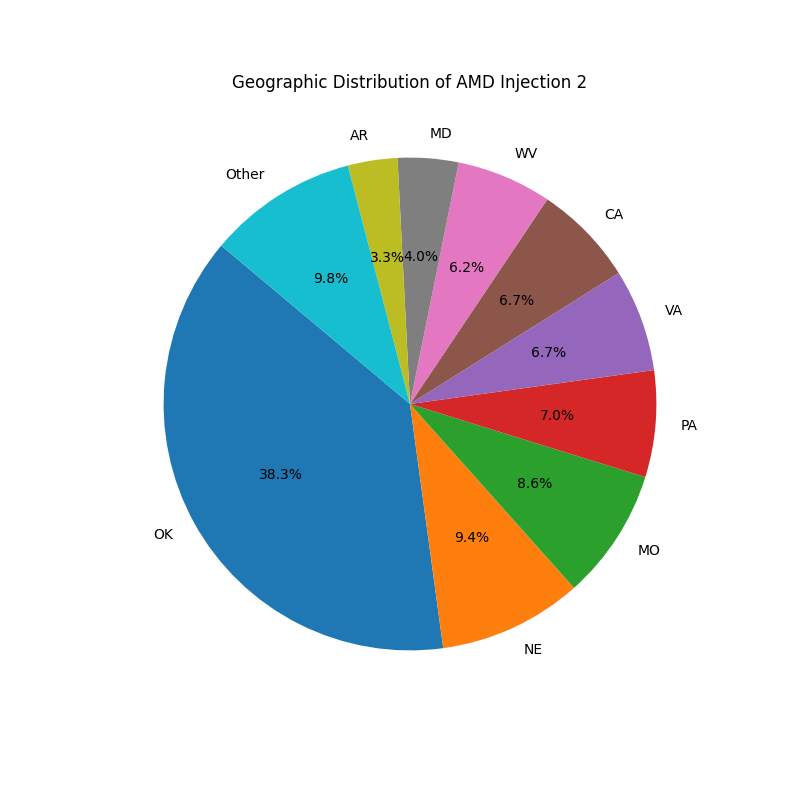 Geographic Distribution of AMD Injection 2
AR
MD
WV
Other
CA
3.3%
4.0%
6.2%
9.8%
6.7%
VA
6.7%
7.0%
PA
38.3%
8.6%
OK
9.4%
MO
NE